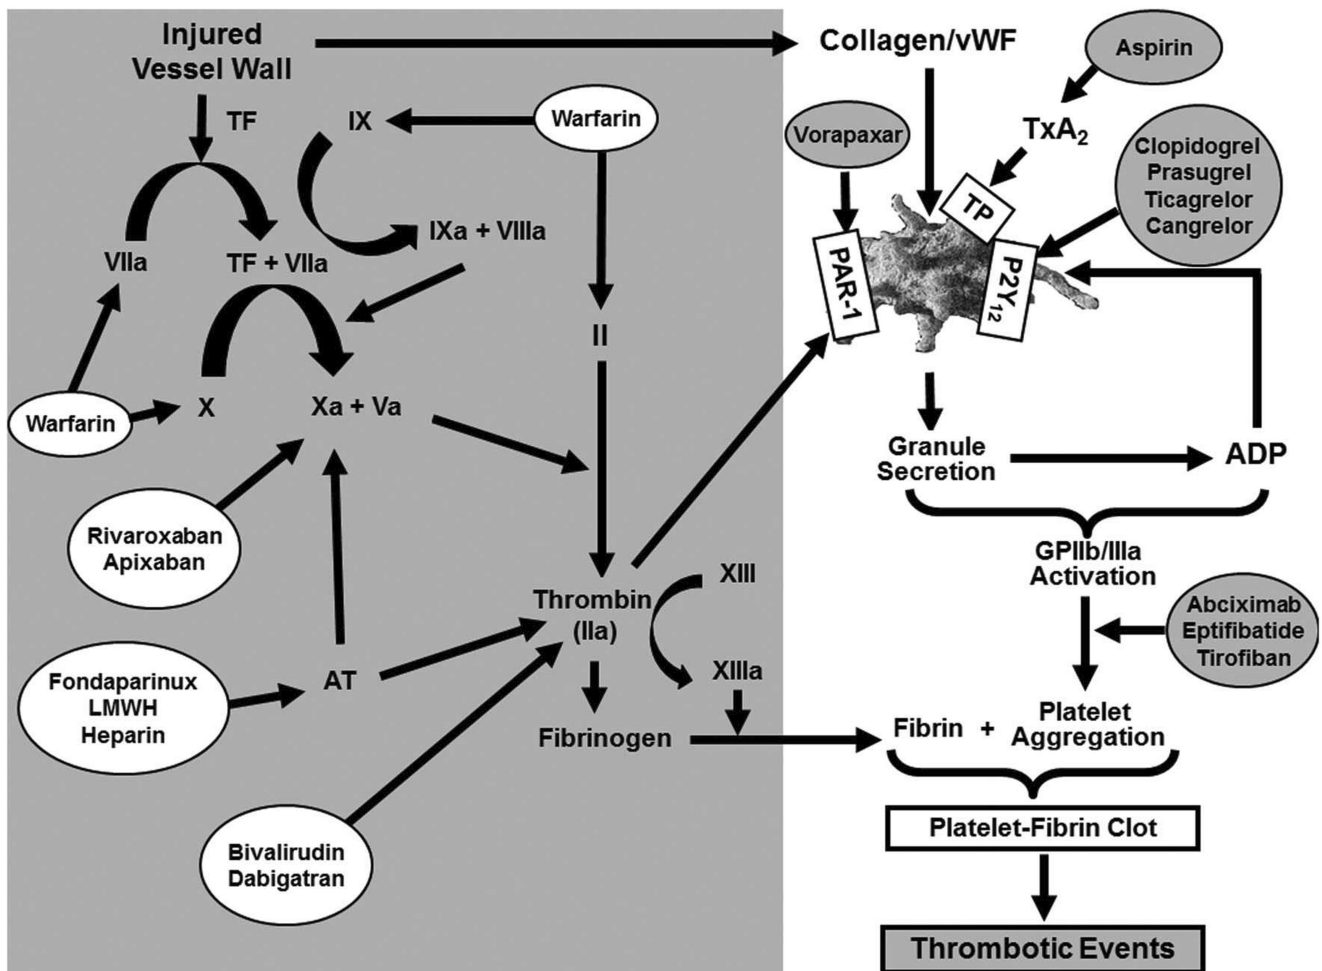 Injured
Vessel Wall
Collagen/vWF
Aspirin
TF
IX
Warfarin
Vorapaxar
TxA₂
Clopidogrel
Prasugrel
Ticagrelor
Cangrelor
TP
VIIa
TF + VIIa
IXa + VIIIa
PAR-1
P2Y₁₂
II
Warfarin
X
Xa + Va
Granule
Secretion
ADP
Rivaroxaban
Apixaban
GPIIb/IIIa
Activation
Thrombin
(IIa)
XIII
Abciximab
Eptifibatide
Tirofiban
Fondaparinux
LMWH
Heparin
AT
XIIIa
Fibrinogen
Fibrin +
Platelet
Aggregation
Bivalirudin
Dabigatran
Platelet-Fibrin Clot
Thrombotic Events